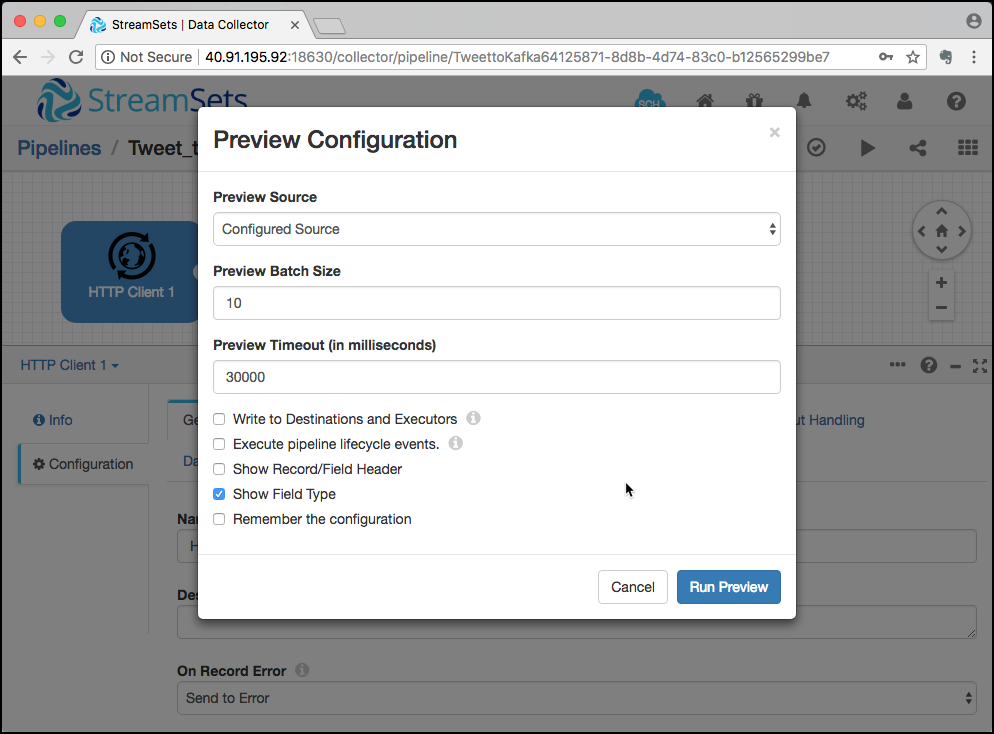 StreamSets | Data Collector
Not Secure 40.91.195.92:18630/collector/pipeline/TweettoKafka64125871-8d8b-4d74-83c0-b12565299be7
StreamSets
SCH
Pipelines / Tweet_t
Preview Configuration
Preview Source
Configured Source
HTTP Client 1
Preview Batch Size
10
Preview Timeout (in milliseconds)
HTTP Client 1
30000
Write to Destinations and Executors
Info
Ge
ut Handling
Execute pipeline lifecycle events.
Configuration
Da
Show Record/Field Header
Show Field Type
Remember the configuration
Nar
H
Cancel
Run Preview
Des
On Record Error
Send to Error